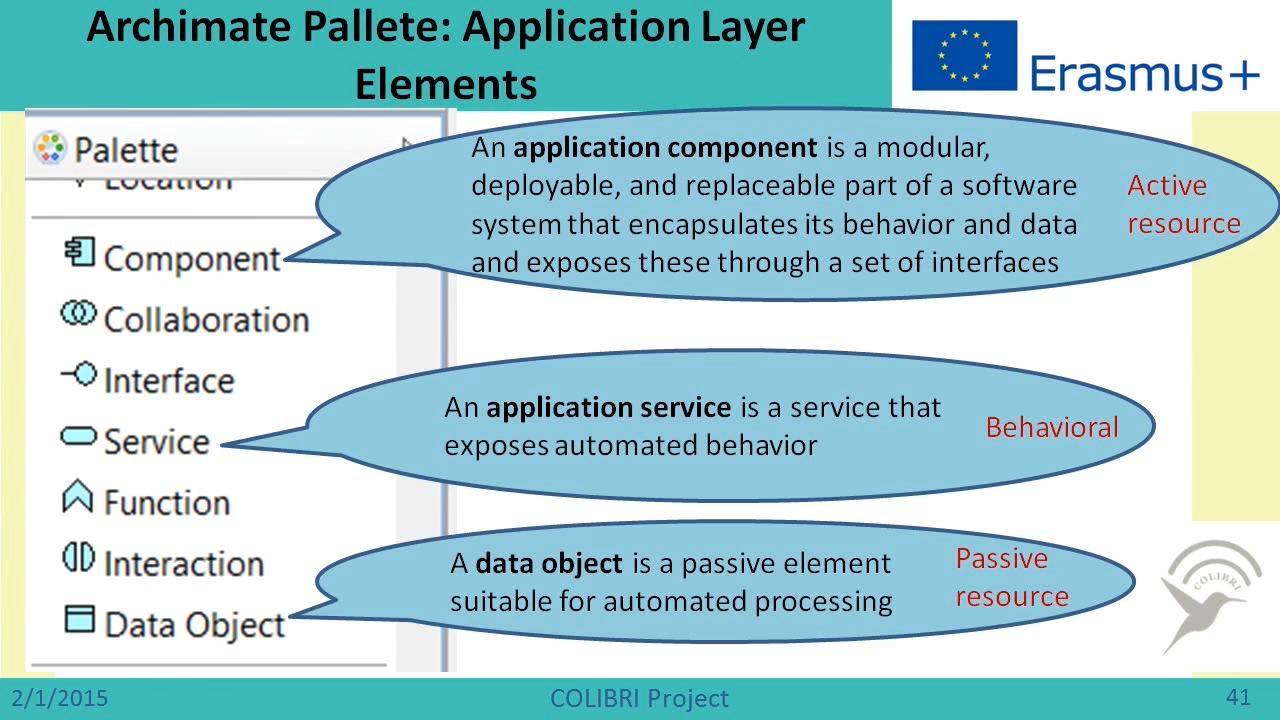 Archimate Pallete: Application Layer
Elements
Erasmus+
Palette
Location
Component
Collaboration
Interface
Service
Function
Interaction
Data Object
An application component is a modular,
deployable, and replaceable part of a software
system that encapsulates its behavior and data
and exposes these through a set of interfaces
Active
resource
An application service is a service that
exposes automated behavior
Behavioral
A data object is a passive element
suitable for automated processing
Passive
resource
COLIBRI
2/1/2015
COLIBRI Project
41